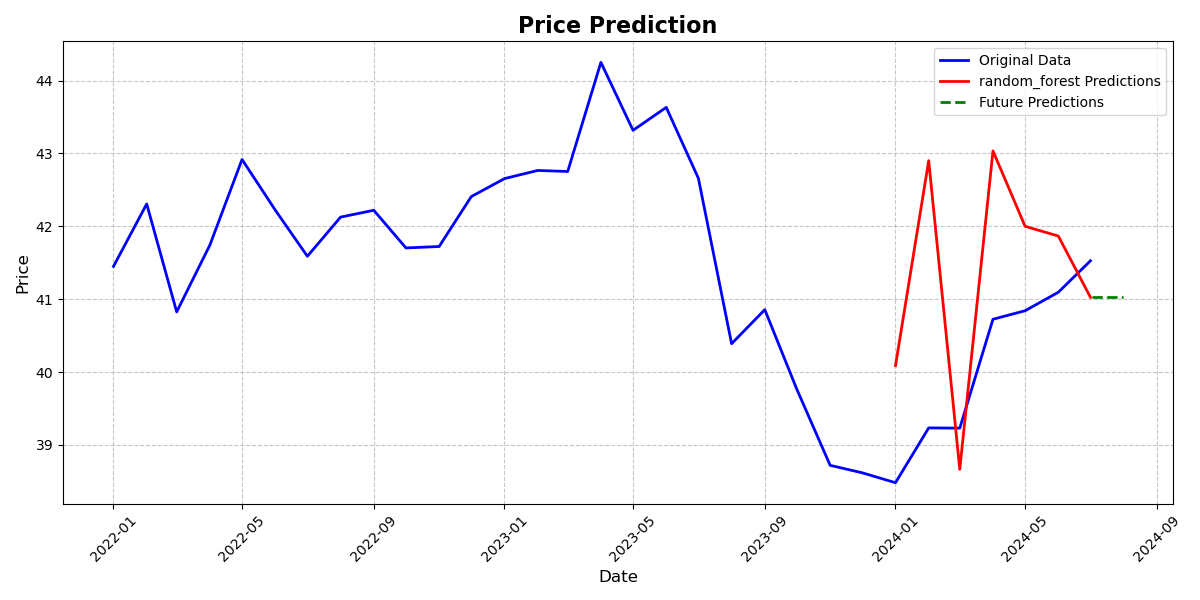 Price Prediction
Original Data
random_forest Predictions
Future Predictions
Price
44
43
42
41
40
39
2022-01
2022-05
2022-09
2023-01
2023-05
2023-09
2024-01
2024-05
2024-09
Date